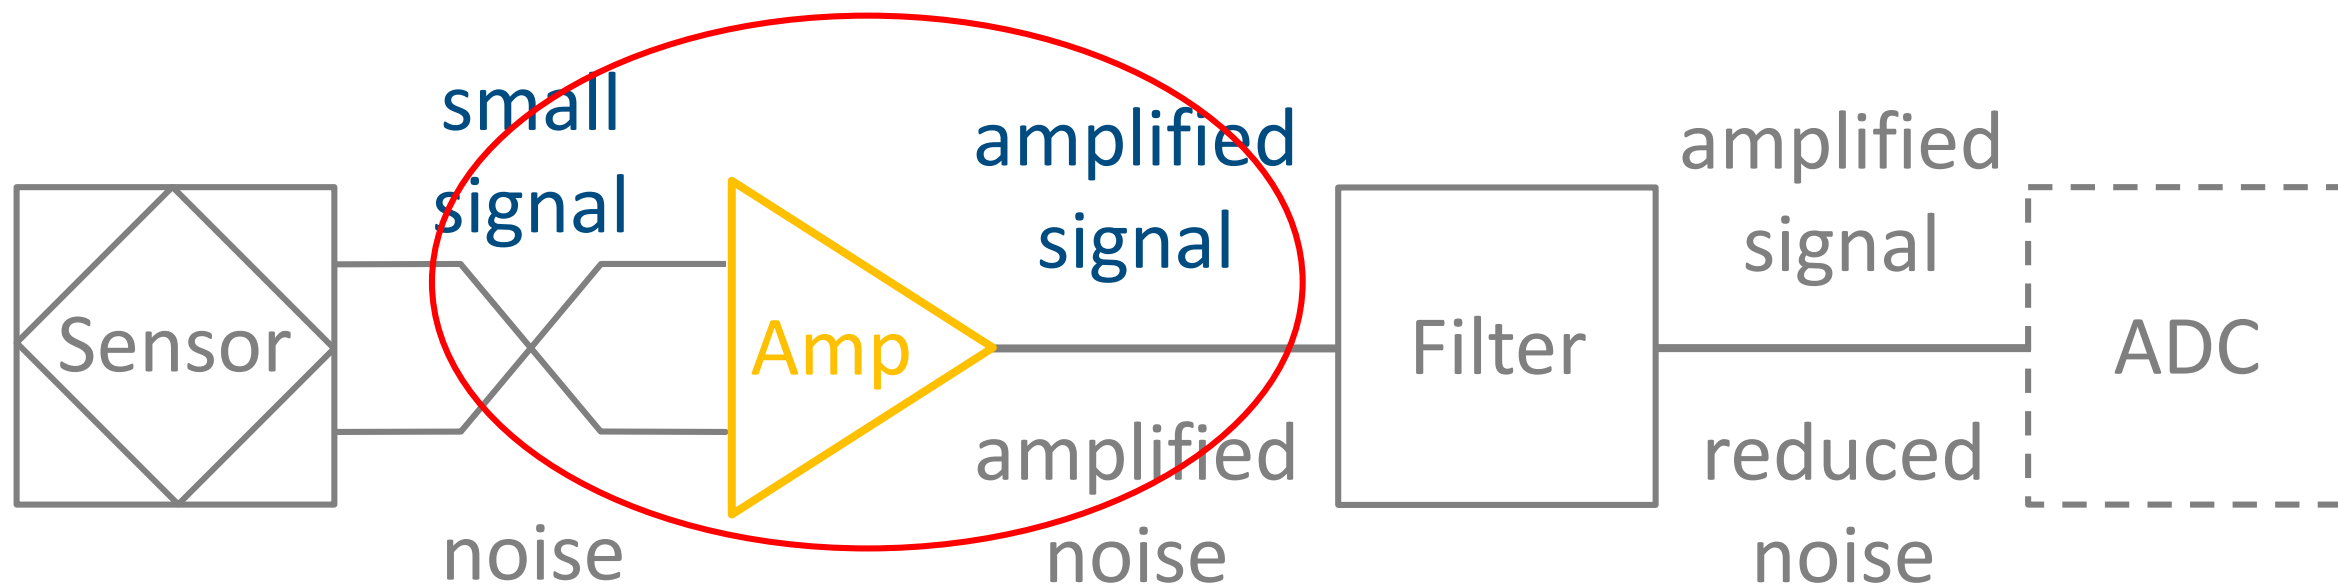 small
signal
amplified
signal
amplified
signal
Sensor
Amp
Filter
ADC
noise
amplified
noise
reduced
noise